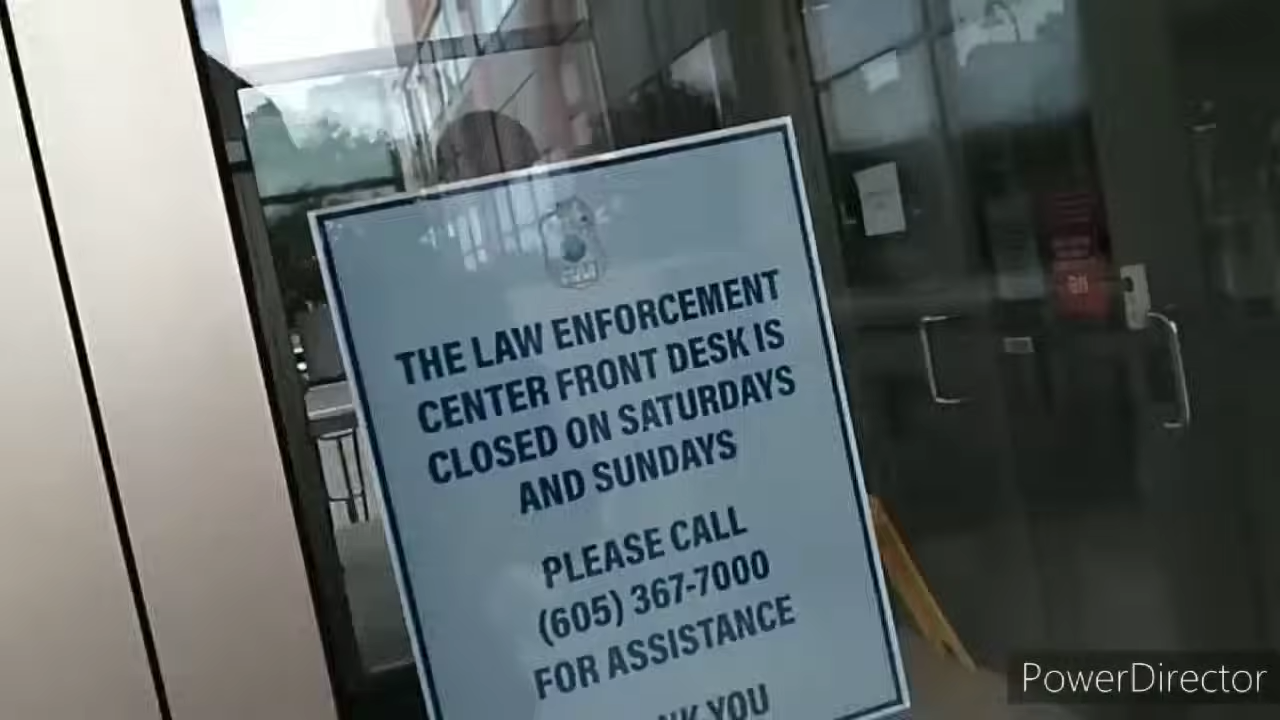 THE LAW ENFORCEMENT
CENTER FRONT DESK IS
CLOSED ON SATURDAYS
AND SUNDAYS
PLEASE CALL
(605) 367-7000
FOR ASSISTANCE
YOU
PowerDirector